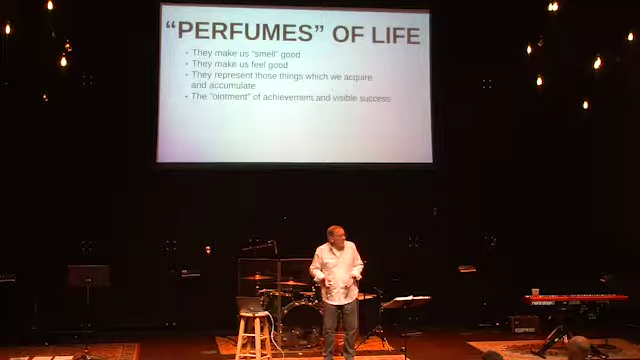 “PERFUMES” OF LIFE
• They make us “smell” good
• They make us feel good
• They represent those things which we acquire
and accumulate
• The “ointment” of achievement and visible success